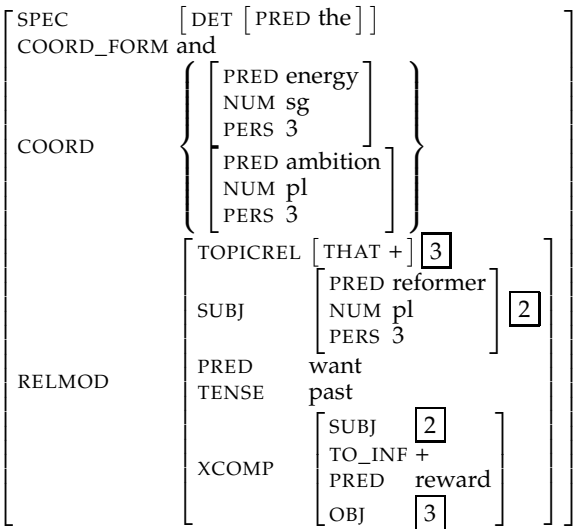 SPEC [DET [PRED the]]
COORD_FORM and
COORD
PRED energy
NUM sg
PERS 3
PRED ambition
NUM pl
PERS 3
RELMOD
TOPICREL [THAT +] 3
SUBJ
PRED reformer
NUM pl
PERS 3
2
PRED want
TENSE past
XCOMP
SUBJ 2
TO_INF +
PRED reward
OBJ 3